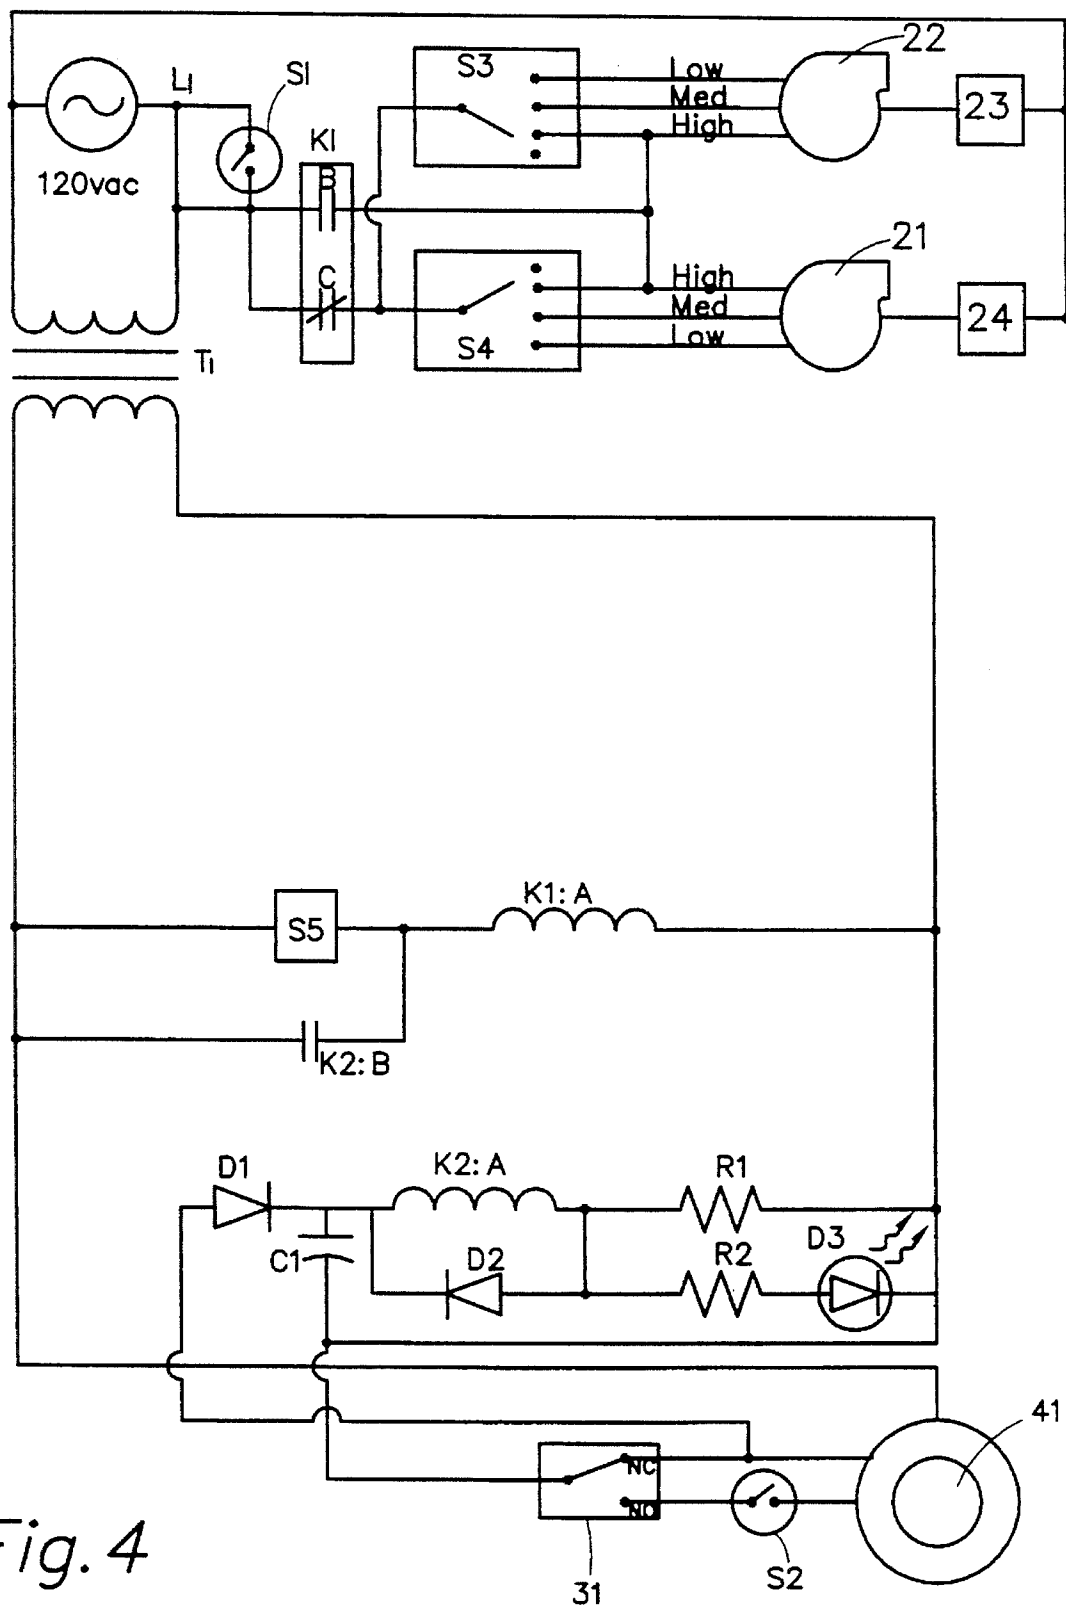 22
S3
Low
Med
High
23
L1
S1
K1
120vac
B
C
21
High
Med
Low
24
S4
T1
K1:A
S5
K2:B
D1
K2:A
R1
C1
D2
R2
D3
41
NC
NO
31
S2
Fig. 4